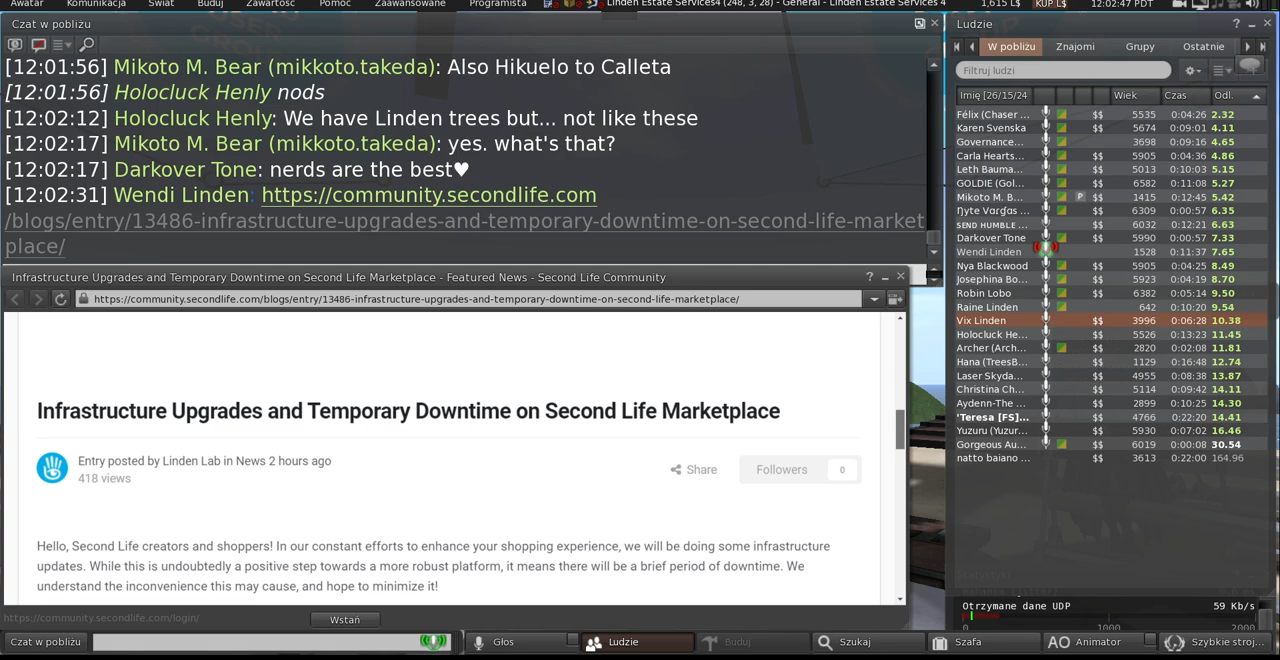 Awatar Komunikacja Świat Buduj Zawartość Pomoc Zaawansowane Programista Linden Estate Services4 (248, 3, 28) - General - Linden Estate Services 4 1,615 L$ KUP L$ 12:02:47 PDT
Czat w pobliżu
[12:01:56] Mikoto M. Bear (mikkoto.takeda): Also Hikuelo to Calleta
[12:01:56] Holocluck Henly nods
[12:02:12] Holocluck Henly: We have Linden trees but... not like these
[12:02:17] Mikoto M. Bear (mikkoto.takeda): yes. what's that?
[12:02:17] Darkover Tone: nerds are the best♥
[12:02:31] Wendi Linden: https://community.secondlife.com
/blogs/entry/13486-infrastructure-upgrades-and-temporary-downtime-on-second-life-market
place/
Infrastructure Upgrades and Temporary Downtime on Second Life Marketplace - Featured News - Second Life Community
https://community.secondlife.com/blogs/entry/13486-infrastructure-upgrades-and-temporary-downtime-on-second-life-marketplace/
Infrastructure Upgrades and Temporary Downtime on Second Life Marketplace
Entry posted by Linden Lab in News 2 hours ago
418 views
Share
Followers 0
Hello, Second Life creators and shoppers! In our constant efforts to enhance your shopping experience, we will be doing some infrastructure
updates. While this is undoubtedly a positive step towards a more robust platform, it means there will be a brief period of downtime. We
understand the inconvenience this may cause, and hope to minimize it!
https://community.secondlife.com/login/
Wstań
Ludzie
W pobliżu Znajomi Grupy Ostatnie
Filtruj ludzi
Imię [26/15/24 Wiek Czas Odl.
Félix (Chaser ... $$ 5535 0:04:26 2.32
Karen Svenska $$ 5674 0:09:01 4.11
Governance... 3698 0:09:16 4.65
Carla Hearts... $$ 5905 0:04:36 4.86
Leth Bauma... $$ 5013 0:10:03 5.15
GOLDIE (Gol... $$ 6582 0:11:08 5.27
Mikoto M. B... P $$ 1415 0:12:45 5.42
Ŋyte Vargas ... $$ 6309 0:00:57 6.35
SEND HUMBLE ... $$ 6032 0:12:21 6.63
Darkover Tone $$ 5990 0:00:57 7.33
Wendi Linden 1528 0:11:37 7.65
Nya Blackwood $$ 5905 0:04:25 8.49
Josephina Bo... $$ 5923 0:04:19 8.70
Robin Lobo $$ 6382 0:05:14 9.50
Raine Linden 642 0:10:20 9.54
Vix Linden $$ 3996 0:06:28 10.38
Holocluck He... $$ 5526 0:13:23 11.45
Archer (Arch... $$ 2820 0:02:08 11.81
Hana (TreesB... $$ 1129 0:16:48 12.74
Laser Skyda... $$ 4955 0:08:38 13.87
Christina Ch... $$ 5114 0:09:42 14.11
Aydenn-The ... $$ 2899 0:10:25 14.30
'Teresa [FS]... $$ 4766 0:22:20 14.41
Yuzuru (Yuzur... $$ 5930 0:07:02 16.46
Gorgeous Au... $$ 6019 0:00:08 30.54
natto baiano ... $$ 3613 0:22:00 164.96
Otrzymane dane UDP 59 Kb/s
0 1000 2000
Czat w pobliżu Głos Ludzie Buduj Szukaj Szafa AO Animator Szybkie stroj...